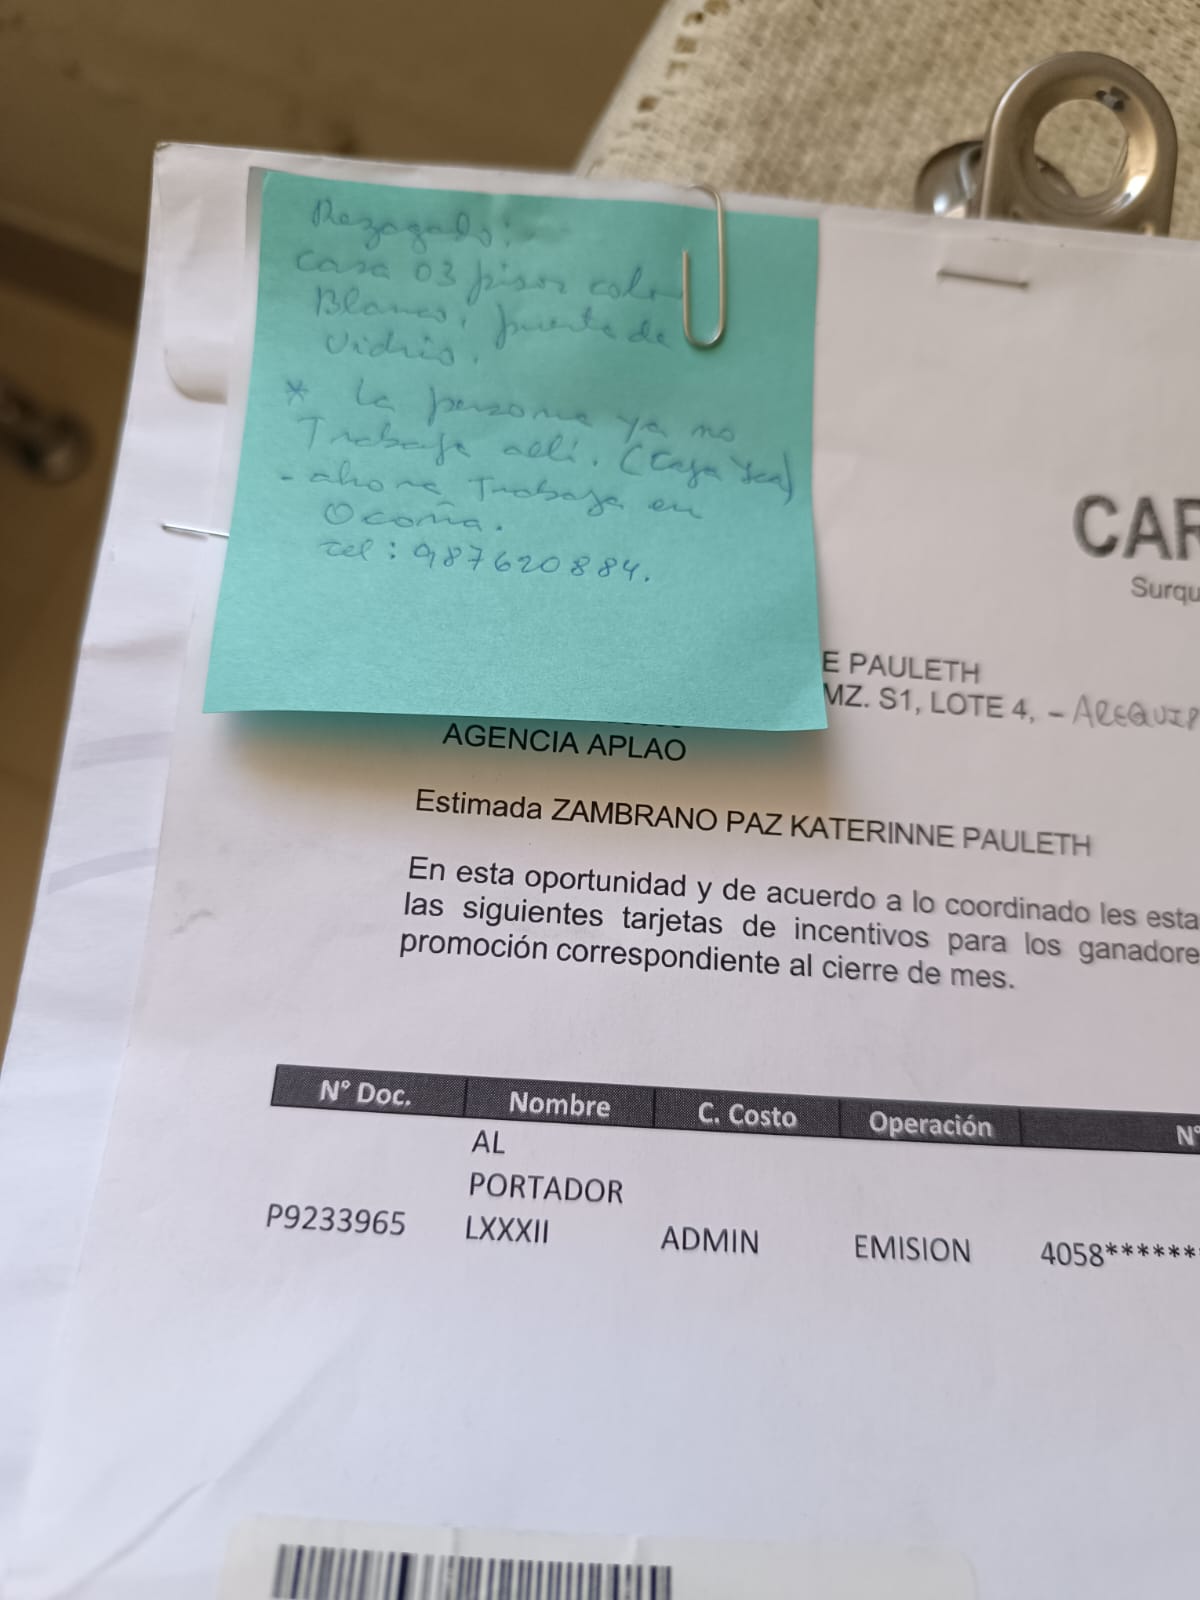 Rezagado:
casa 03 pisos color
Blanco, puerta de
vidrio.
* La persona ya no
Trabaja allí. (Caja Ica)
- ahora Trabaja en
Ocoña.
tel: 987620884.
CAR
Surqu
E PAULETH
MZ. S1, LOTE 4, - AREQUIP
AGENCIA APLAO
Estimada ZAMBRANO PAZ KATERINNE PAULETH
En esta oportunidad y de acuerdo a lo coordinado les esta
las siguientes tarjetas de incentivos para los ganadore
promoción correspondiente al cierre de mes.
N° Doc. Nombre C. Costo Operación N°
P9233965 AL PORTADOR LXXXII ADMIN EMISION 4058*******